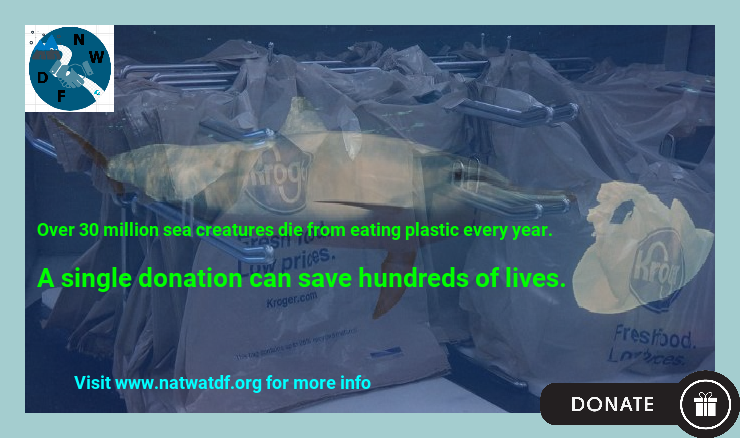 N
W
D
F
Kroger
Over 30 million sea creatures die from eating plastic every year.
Fresh food.
Low prices.
A single donation can save hundreds of lives.
Kroger
Kroger.com
Fresh food.
Low prices.
Visit www.natwatdf.org for more info
DONATE